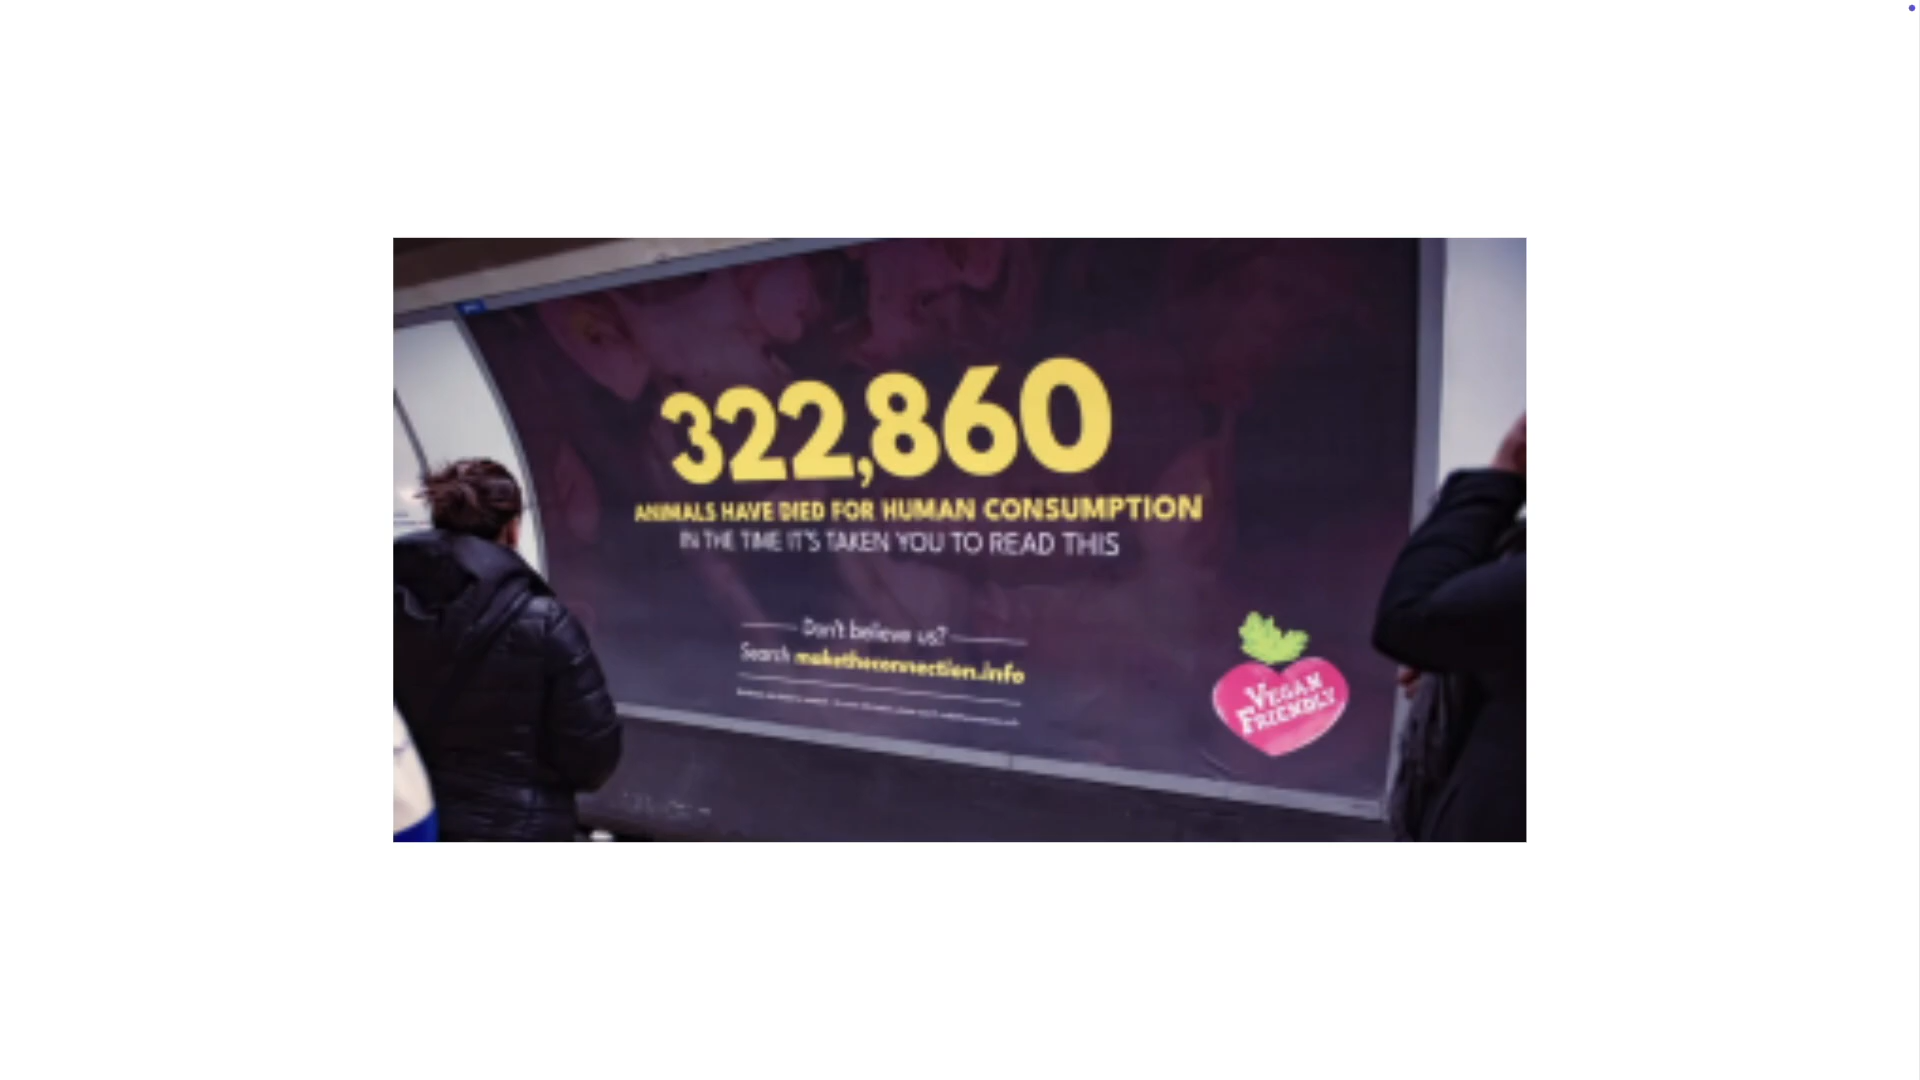 322,860
ANIMALS HAVE DIED FOR HUMAN CONSUMPTION
IN THE TIME IT'S TAKEN YOU TO READ THIS
Don't believe us?
Search maketheconnection.info
VEGAN
FRIENDLY